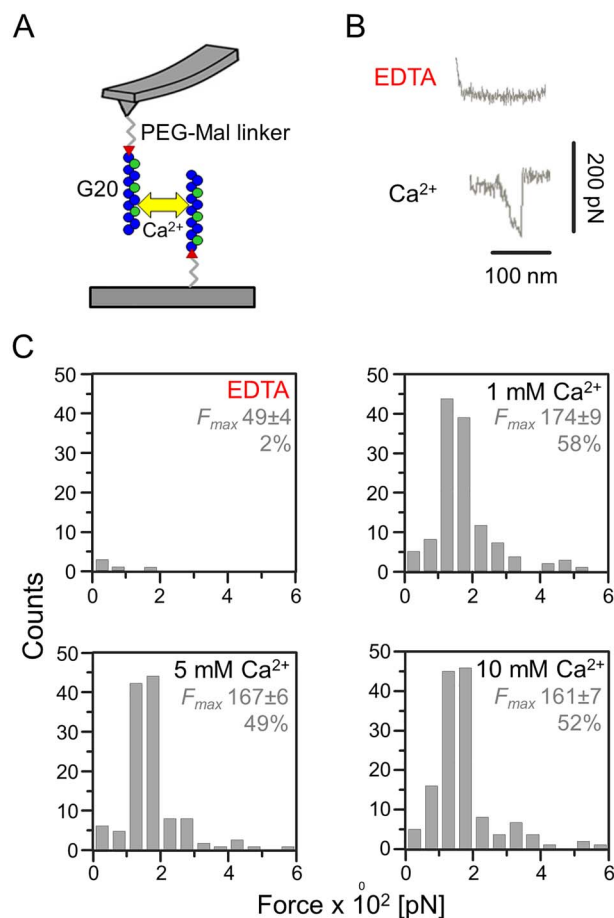 A
PEG-Mal linker
G20
Ca²⁺
B
EDTA
Ca²⁺
200 pN
100 nm
C
Counts
50
40
30
20
10
0
0 2 4 6
EDTA
Fmax 49±4
2%
50
40
30
20
10
0
0 2 4 6
1 mM Ca²⁺
Fmax 174±9
58%
50
40
30
20
10
0
0 2 4 6
5 mM Ca²⁺
Fmax 167±6
49%
50
40
30
20
10
0
0 2 4 6
10 mM Ca²⁺
Fmax 161±7
52%
0
Force x 10² [pN]